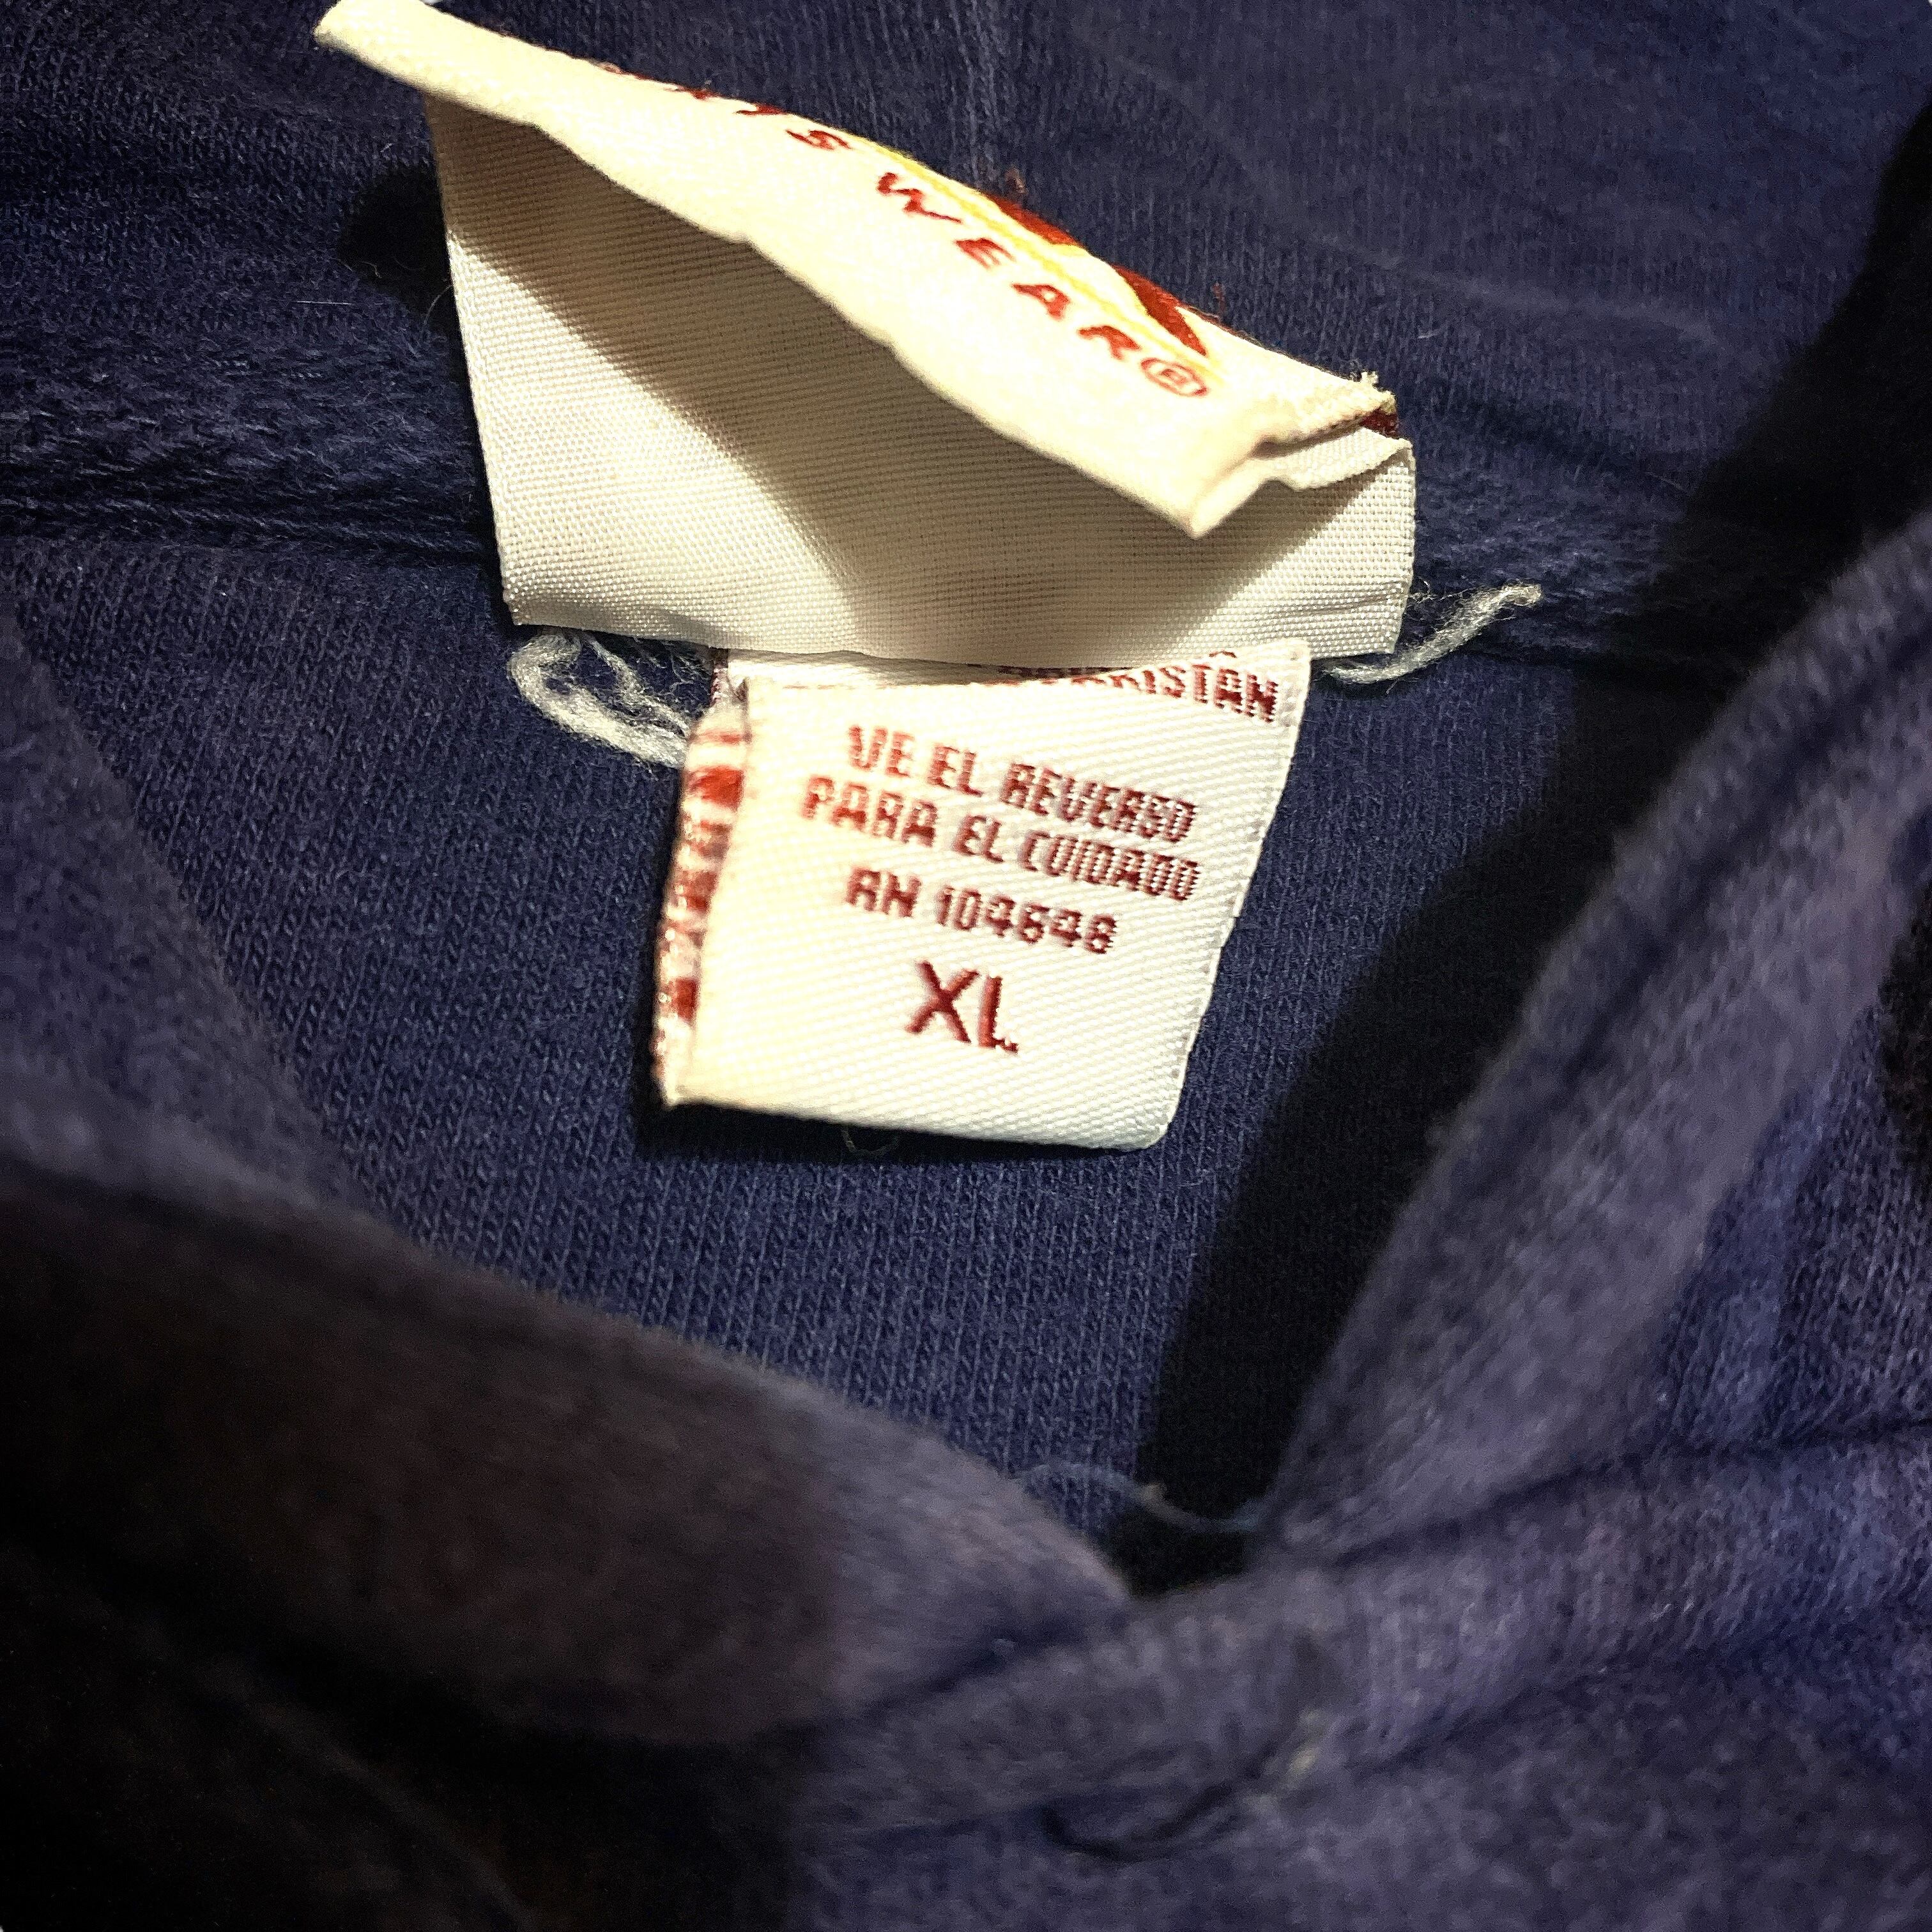 WEAR®
VE EL REVERSO
PARA EL CUIDADO
RN 104646
XL